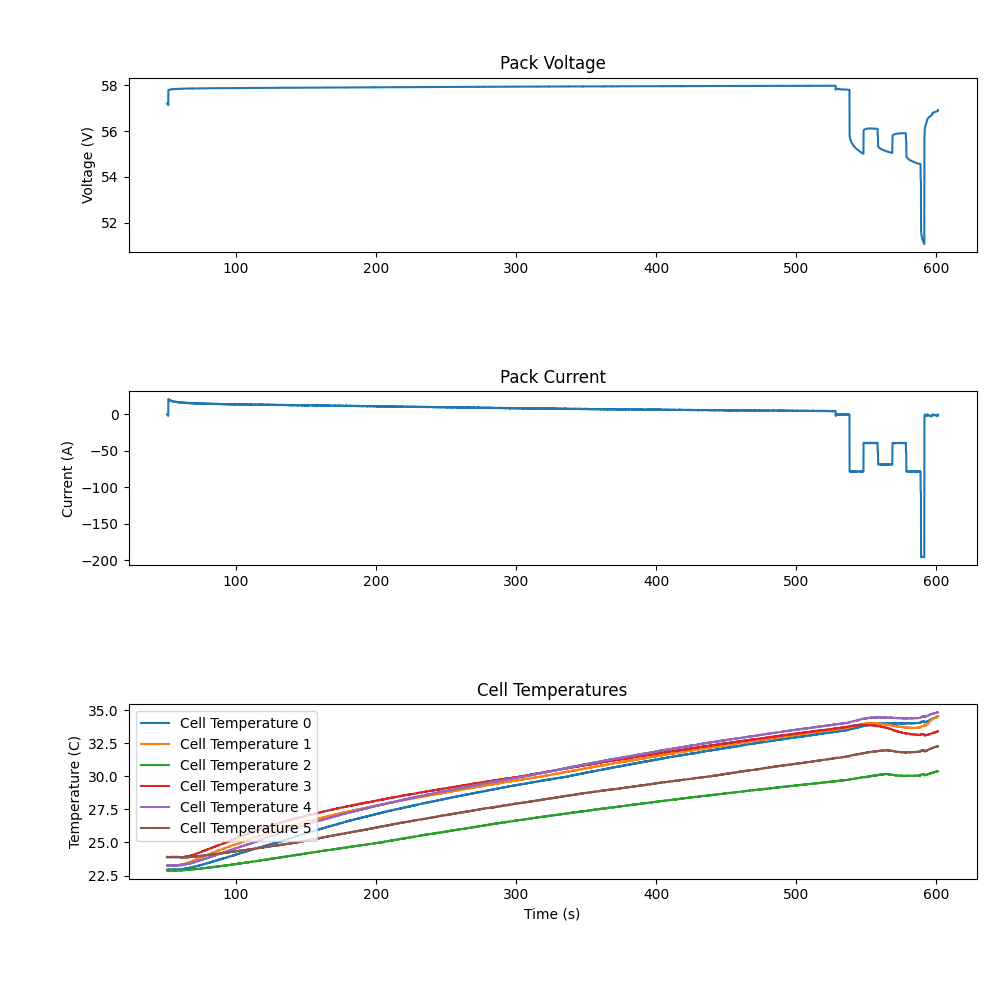 Pack Voltage
58
56
54
52
Voltage (V)
100 200 300 400 500 600
Pack Current
0
−50
−100
−150
−200
Current (A)
100 200 300 400 500 600
Cell Temperatures
35.0
32.5
30.0
27.5
25.0
22.5
Temperature (C)
Cell Temperature 0
Cell Temperature 1
Cell Temperature 2
Cell Temperature 3
Cell Temperature 4
Cell Temperature 5
100 200 300 400 500 600
Time (s)